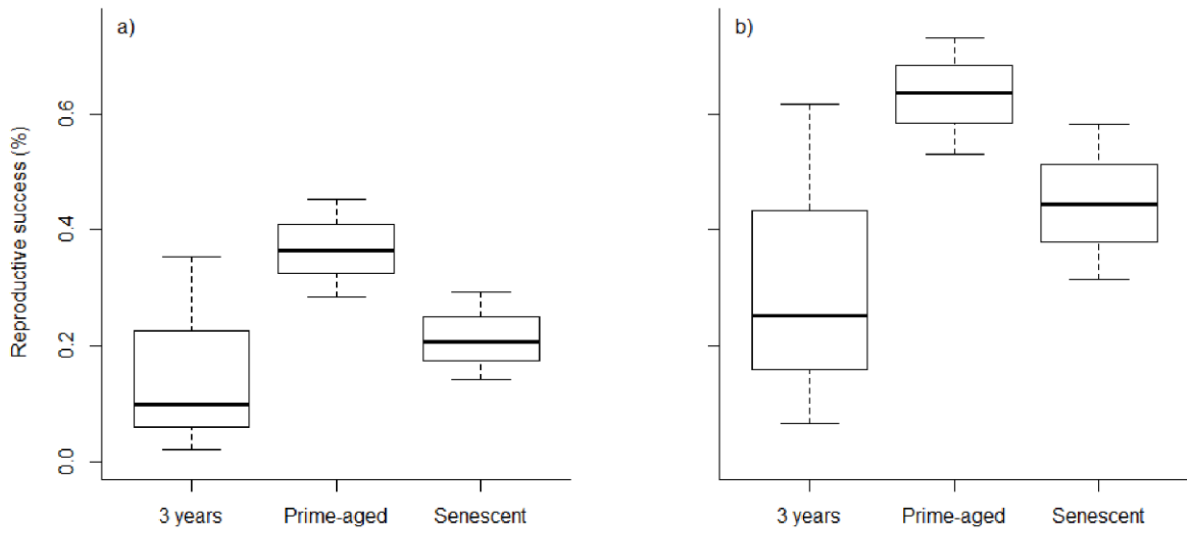 a)
Reproductive success (%)
0.6
0.4
0.2
0.0
3 years Prime-aged Senescent
b)
3 years Prime-aged Senescent